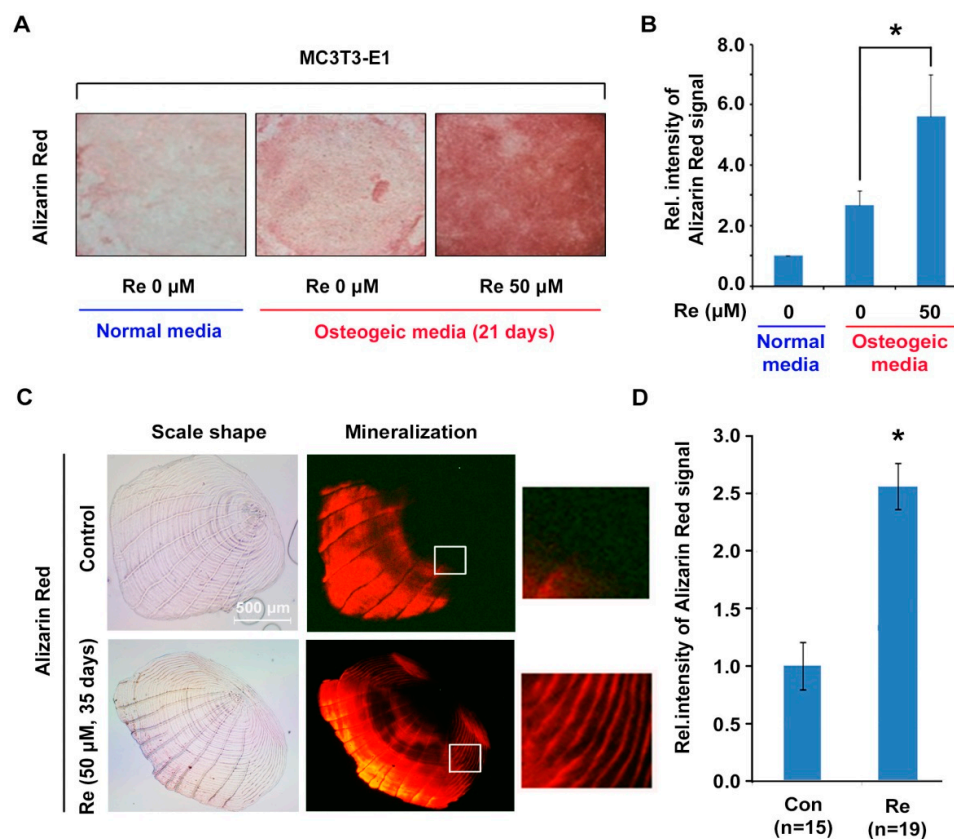 A
MC3T3-E1
Alizarin Red
Re 0 µM
Re 0 µM
Re 50 µM
Normal media
Osteogeic media (21 days)
B
Rel. intensity of
Alizarin Red signal
8.0
6.0
4.0
2.0
0.0
*
Re (µM)
0
0
50
Normal
media
Osteogeic
media
C
Scale shape
Mineralization
Alizarin Red
Control
500 µm
Re (50 µM, 35 days)
D
Rel.intensity of Alizarin Red signal
3.0
2.5
2.0
1.5
1.0
0.5
0.0
*
Con
(n=15)
Re
(n=19)